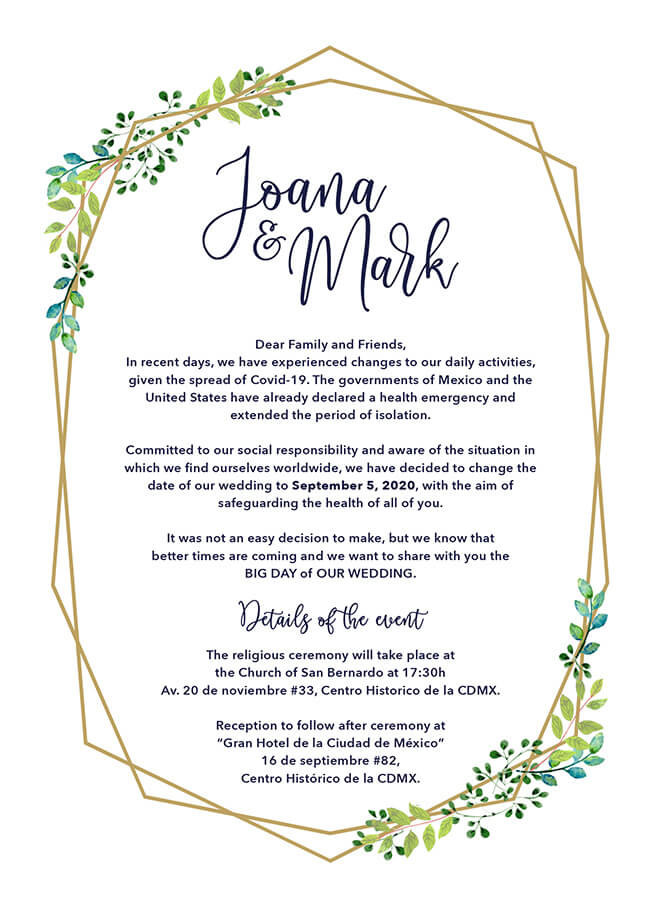 Joana
& Mark
Dear Family and Friends,
In recent days, we have experienced changes to our daily activities,
given the spread of Covid-19. The governments of Mexico and the
United States have already declared a health emergency and
extended the period of isolation.
Committed to our social responsibility and aware of the situation in
which we find ourselves worldwide, we have decided to change the
date of our wedding to September 5, 2020, with the aim of
safeguarding the health of all of you.
It was not an easy decision to make, but we know that
better times are coming and we want to share with you the
BIG DAY of OUR WEDDING.
Details of the event
The religious ceremony will take place at
the Church of San Bernardo at 17:30h
Av. 20 de noviembre #33, Centro Historico de la CDMX.
Reception to follow after ceremony at
“Gran Hotel de la Ciudad de México”
16 de septiembre #82,
Centro Histórico de la CDMX.